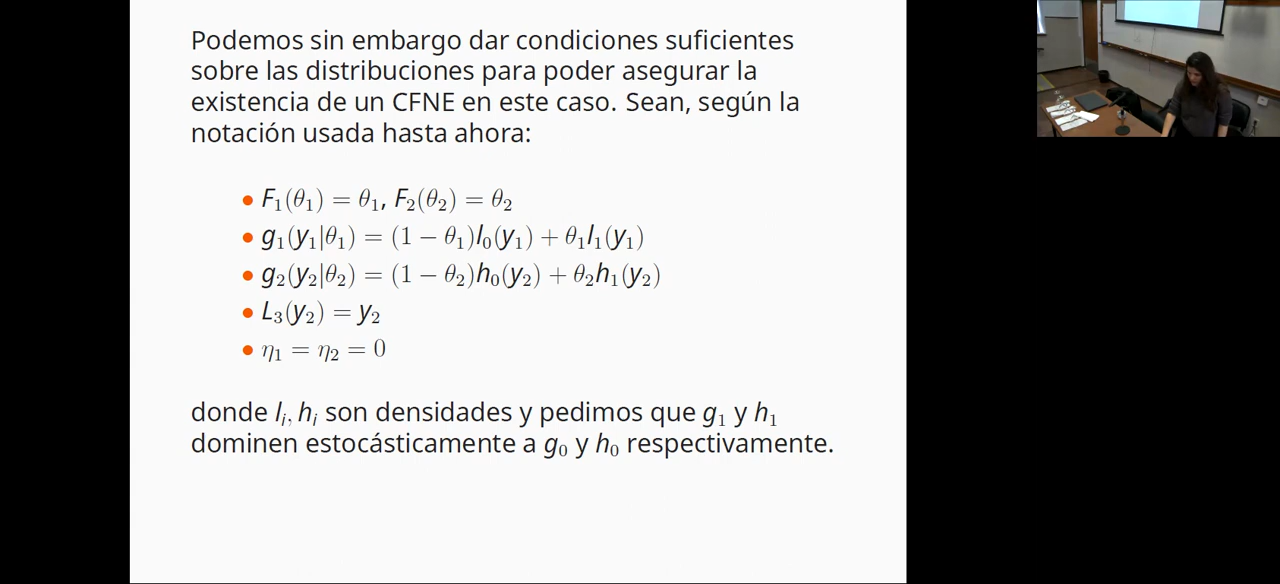 Podemos sin embargo dar condiciones suficientes
sobre las distribuciones para poder asegurar la
existencia de un CFNE en este caso. Sean, según la
notación usada hasta ahora:
• F₁(θ₁) = θ₁, F₂(θ₂) = θ₂
• g₁(y₁|θ₁) = (1 − θ₁)l₀(y₁) + θ₁l₁(y₁)
• g₂(y₂|θ₂) = (1 − θ₂)h₀(y₂) + θ₂h₁(y₂)
• L₃(y₂) = y₂
• η₁ = η₂ = 0
donde lᵢ, hᵢ son densidades y pedimos que g₁ y h₁
dominen estocásticamente a g₀ y h₀ respectivamente.